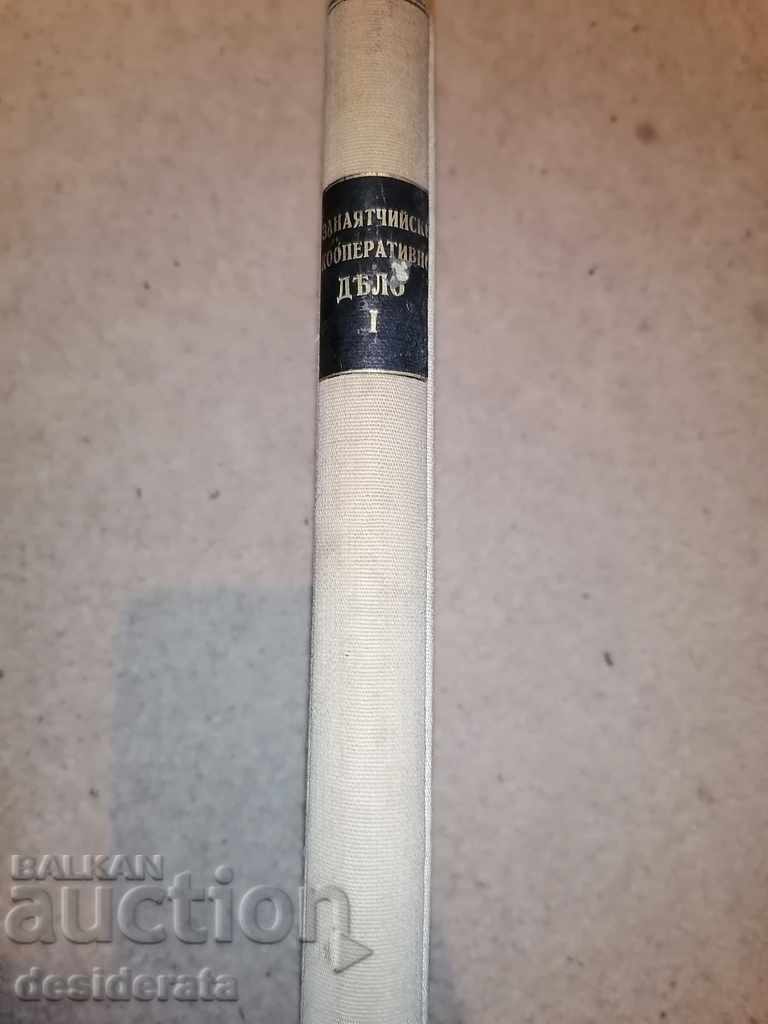 ЗАНАЯТЧИЙСКО
КООПЕРАТИВНО
ДѢЛО
I
BALKAN
auction
desiderata